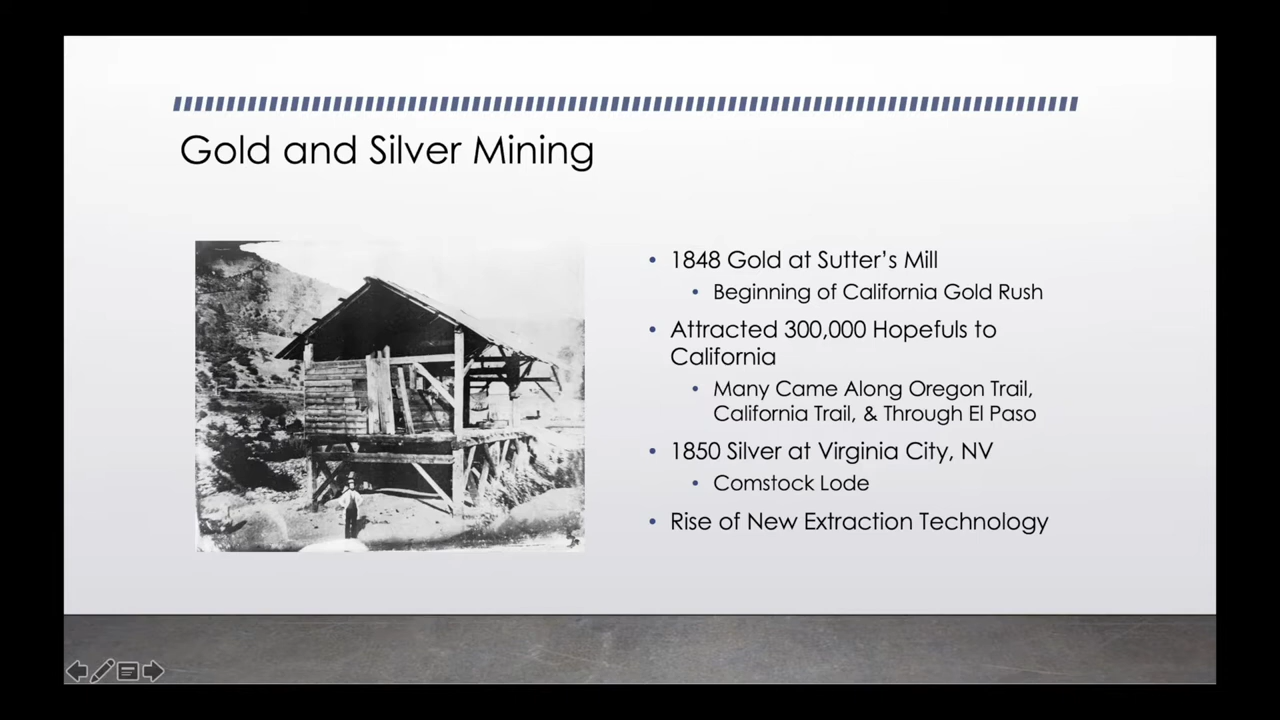 Gold and Silver Mining
1848 Gold at Sutter's Mill
Beginning of California Gold Rush
Attracted 300,000 Hopefuls to
California
Many Came Along Oregon Trail,
California Trail, & Through El Paso
1850 Silver at Virginia City, NV
Comstock Lode
Rise of New Extraction Technology